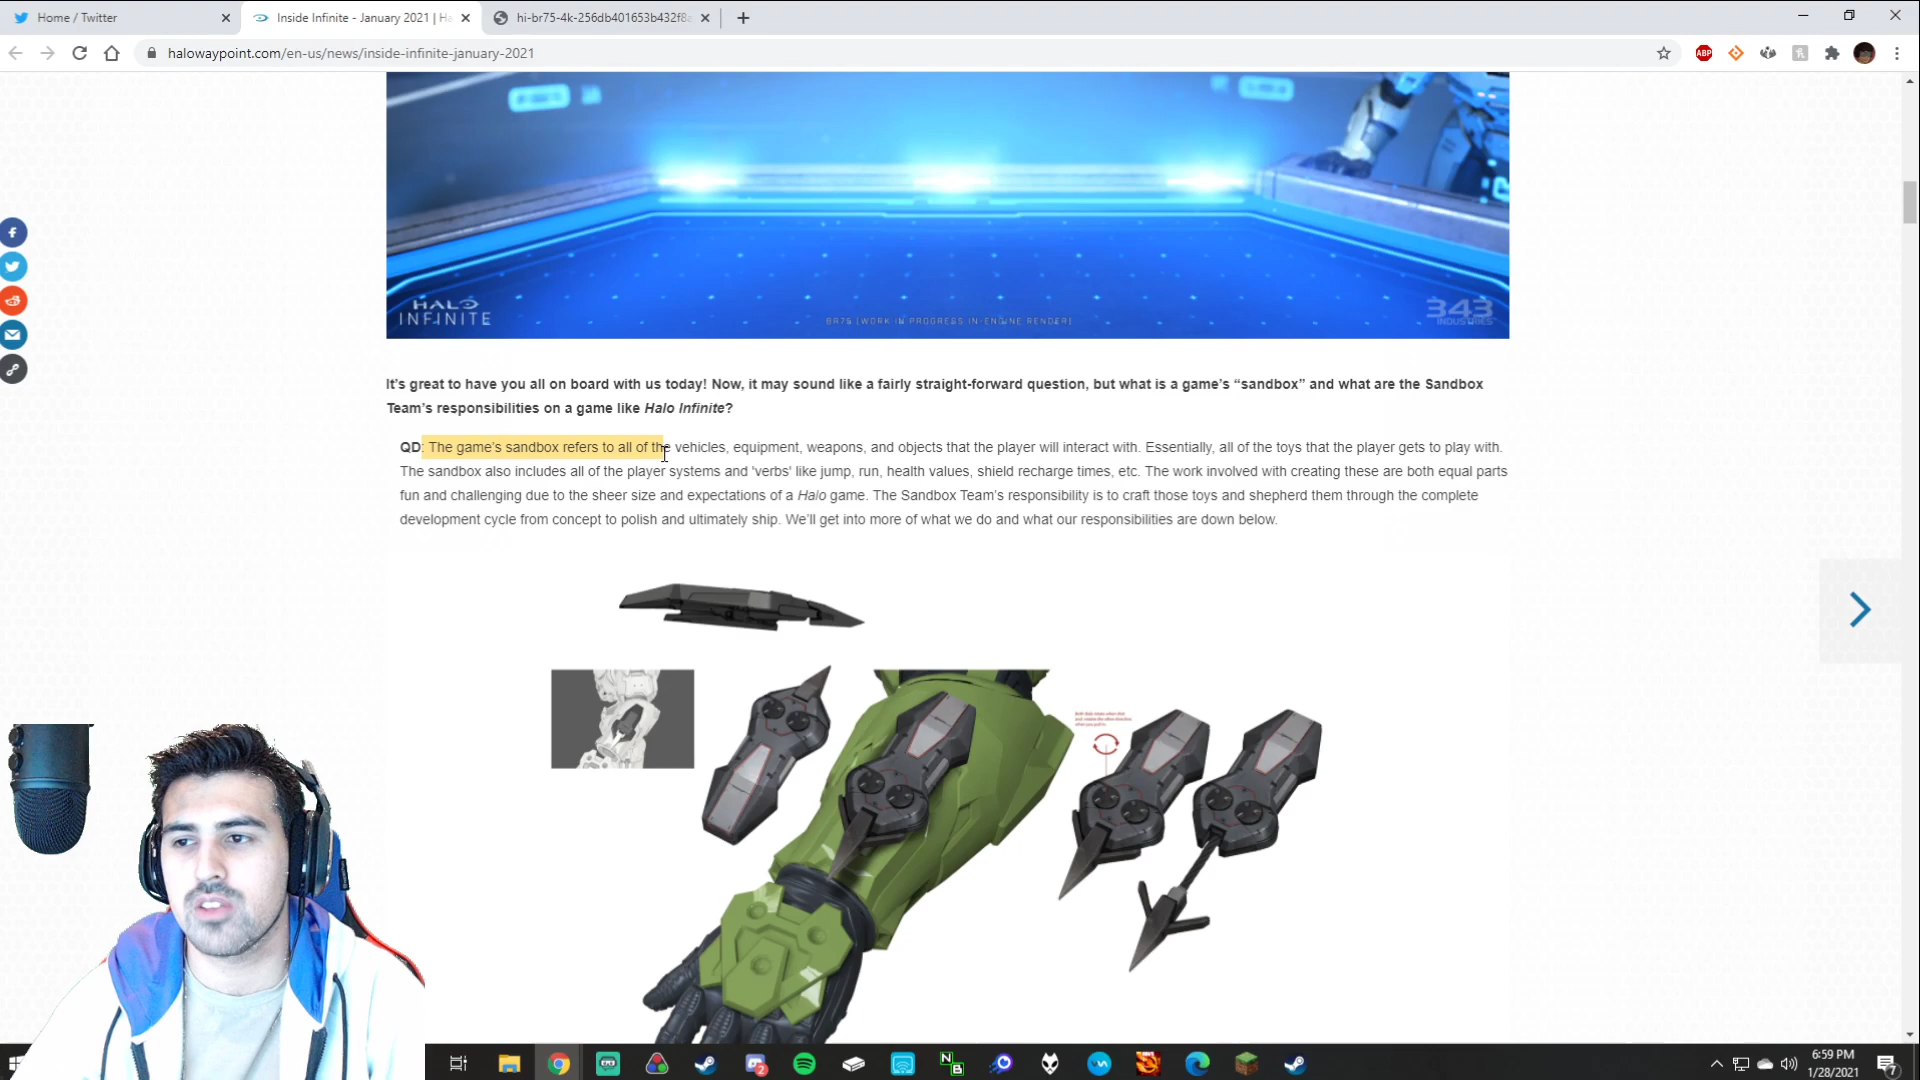 Home / Twitter
Inside Infinite - January 2021 | Ha
hi-br75-4k-256db401653b432f8a
halowaypoint.com/en-us/news/inside-infinite-january-2021
ABP
HALO
INFINITE
BR75 [WORK IN PROGRESS IN-ENGINE RENDER]
343
INDUSTRIES
It's great to have you all on board with us today! Now, it may sound like a fairly straight-forward question, but what is a game's “sandbox” and what are the Sandbox
Team's responsibilities on a game like Halo Infinite?
QD: The game's sandbox refers to all of the vehicles, equipment, weapons, and objects that the player will interact with. Essentially, all of the toys that the player gets to play with.
The sandbox also includes all of the player systems and 'verbs' like jump, run, health values, shield recharge times, etc. The work involved with creating these are both equal parts
fun and challenging due to the sheer size and expectations of a Halo game. The Sandbox Team's responsibility is to craft those toys and shepherd them through the complete
development cycle from concept to polish and ultimately ship. We'll get into more of what we do and what our responsibilities are down below.
6:59 PM
1/28/2021